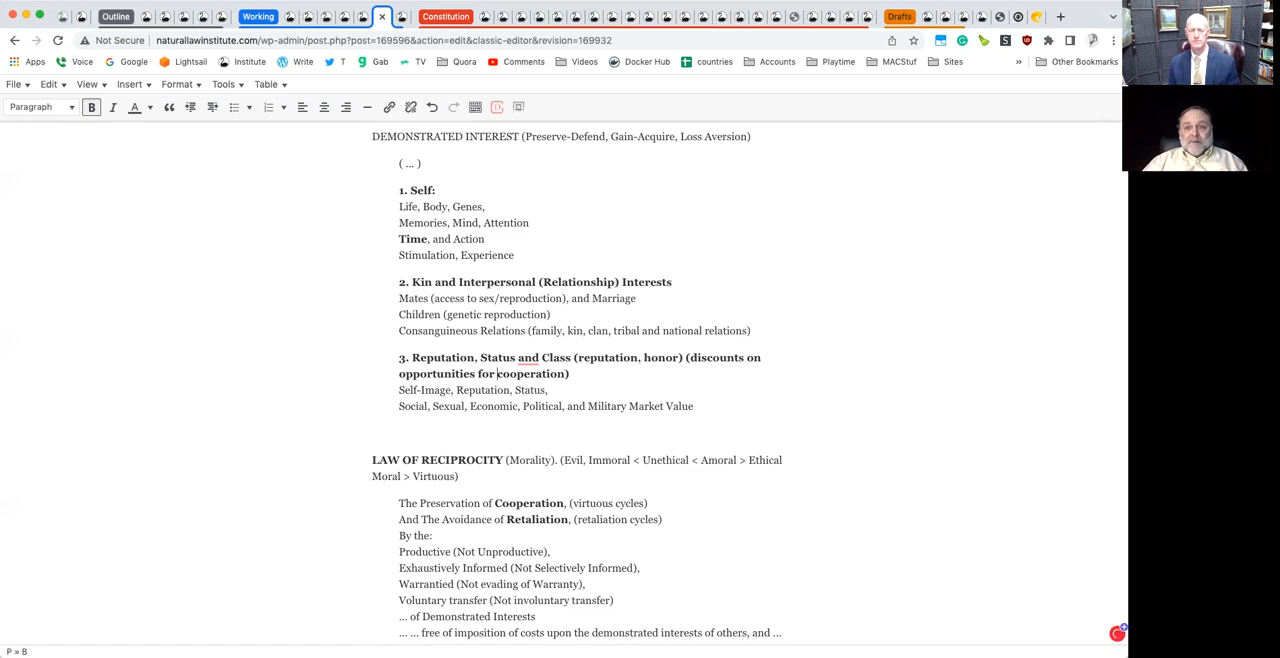 Outline
Working
Constitution
Drafts
Not Secure naturallawinstitute.com/wp-admin/post.php?post=169596&action=edit&classic-editor&revision=169932
Apps Voice Google Lightsail Institute Write T Gab TV Quora Comments Videos Docker Hub countries Accounts Playtime MACStuf Sites » Other Bookmarks
File Edit View Insert Format Tools Table
Paragraph B I A
DEMONSTRATED INTEREST (Preserve-Defend, Gain-Acquire, Loss Aversion)
( ... )
1. Self:
Life, Body, Genes,
Memories, Mind, Attention
Time, and Action
Stimulation, Experience
2. Kin and Interpersonal (Relationship) Interests
Mates (access to sex/reproduction), and Marriage
Children (genetic reproduction)
Consanguineous Relations (family, kin, clan, tribal and national relations)
3. Reputation, Status and Class (reputation, honor) (discounts on
opportunities for cooperation)
Self-Image, Reputation, Status,
Social, Sexual, Economic, Political, and Military Market Value
LAW OF RECIPROCITY (Morality). (Evil, Immoral < Unethical < Amoral > Ethical
Moral > Virtuous)
The Preservation of Cooperation, (virtuous cycles)
And The Avoidance of Retaliation, (retaliation cycles)
By the:
Productive (Not Unproductive),
Exhaustively Informed (Not Selectively Informed),
Warrantied (Not evading of Warranty),
Voluntary transfer (Not involuntary transfer)
... of Demonstrated Interests
... ... free of imposition of costs upon the demonstrated interests of others, and ...
P » B